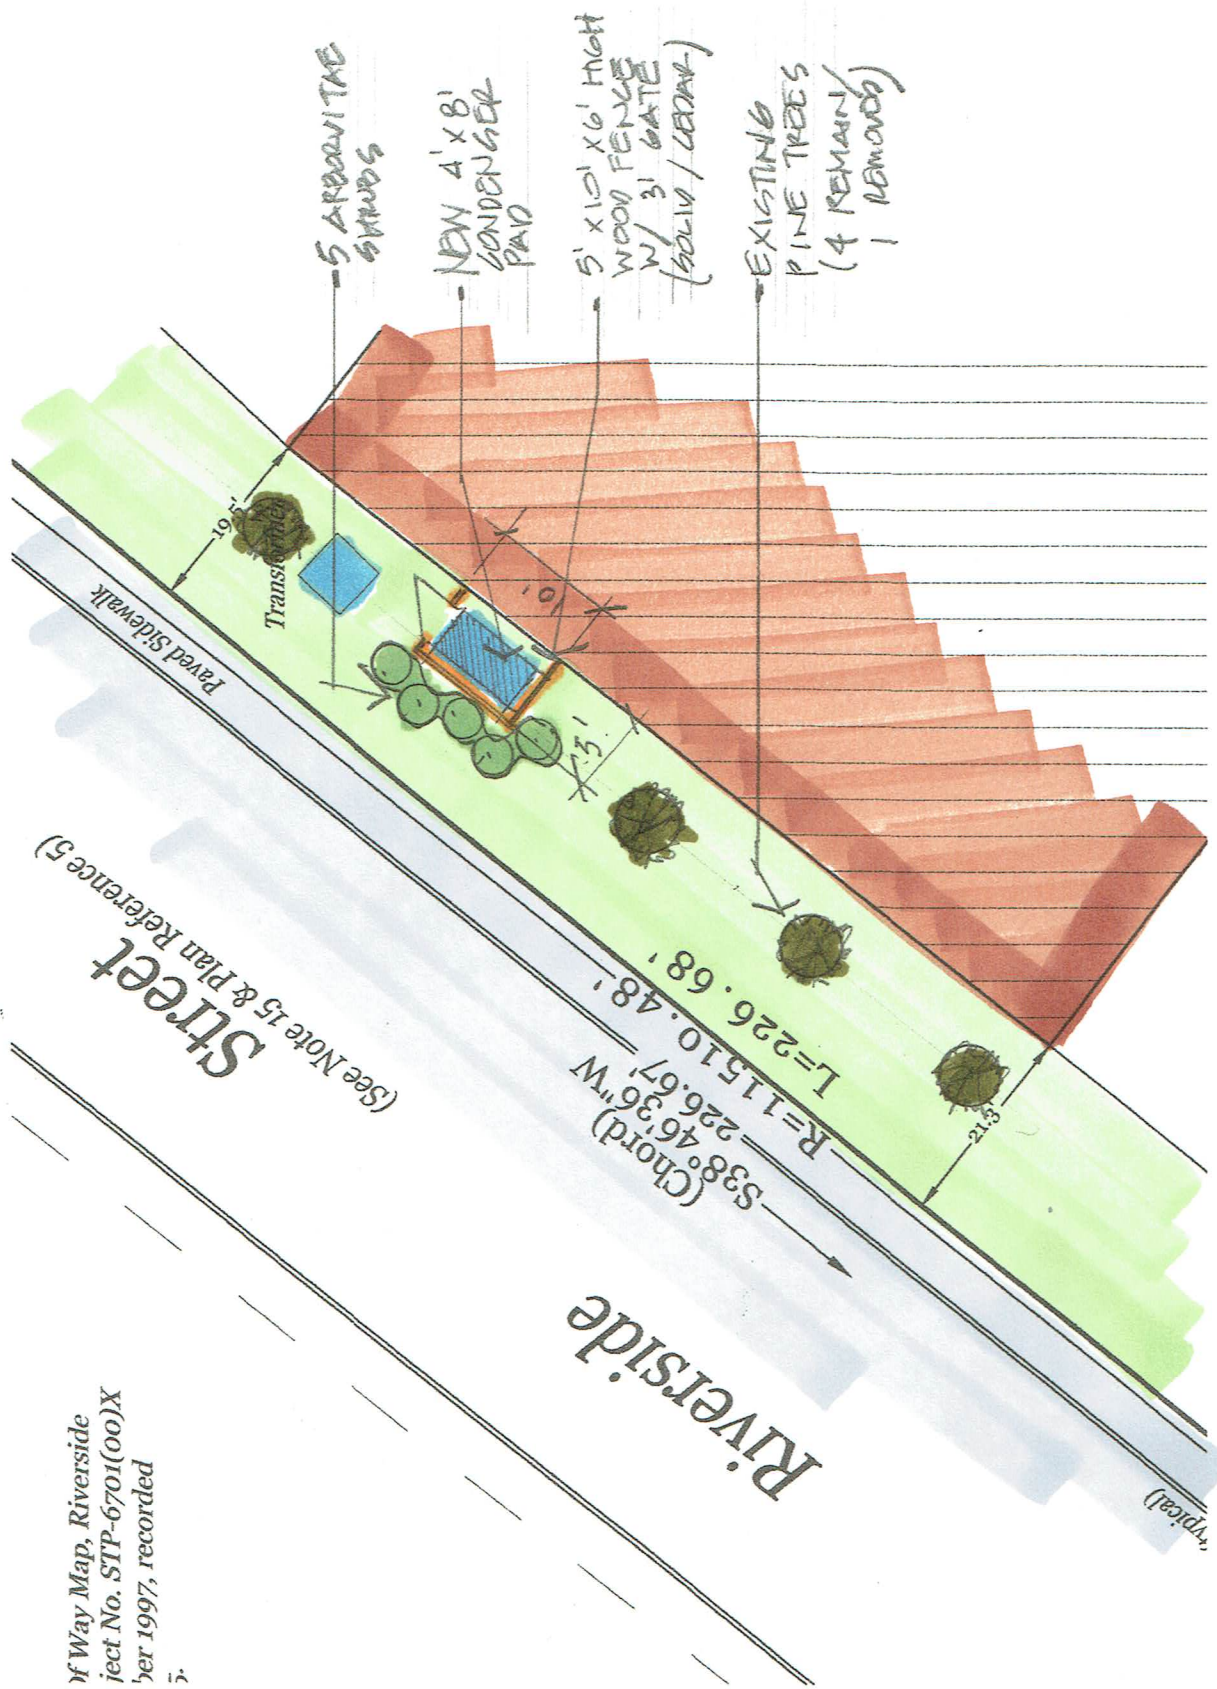 5 ARBORVITAE
SHRUBS
NEW 4' X 8'
CONDENSER
PAD
5' X 10' X 6' HIGH
WOOD FENCE
W/ 3' GATE
(SOLID / CEDAR)
EXISTING
PINE TREES
(4 REMAIN/
1 REMOVED)
19.5'
Transformer
Paved Sidewalk
10'
5'
Street
(See Note 15 & Plan Reference 5)
L=226.68'
R=11510.48'
226.67'
S38°46'36"W
(Chord)
21.3'
Riverside
of Way Map, Riverside
ject No. STP-6701(00)X
ber 1997, recorded
5.
ypical)